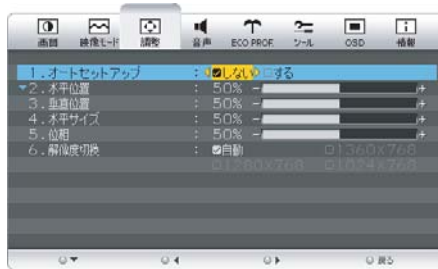 画面 映像モード 調整 音声 ECO PROF. ツール OSD 情報
1.オートセットアップ : しない する
2.水平位置 : 50% - +
3.垂直位置 : 50% - +
4.水平サイズ : 50% - +
5.位相 : 50% - +
6.解像度切換 : 自動 1360x768
1280x768 1024x768
戻る